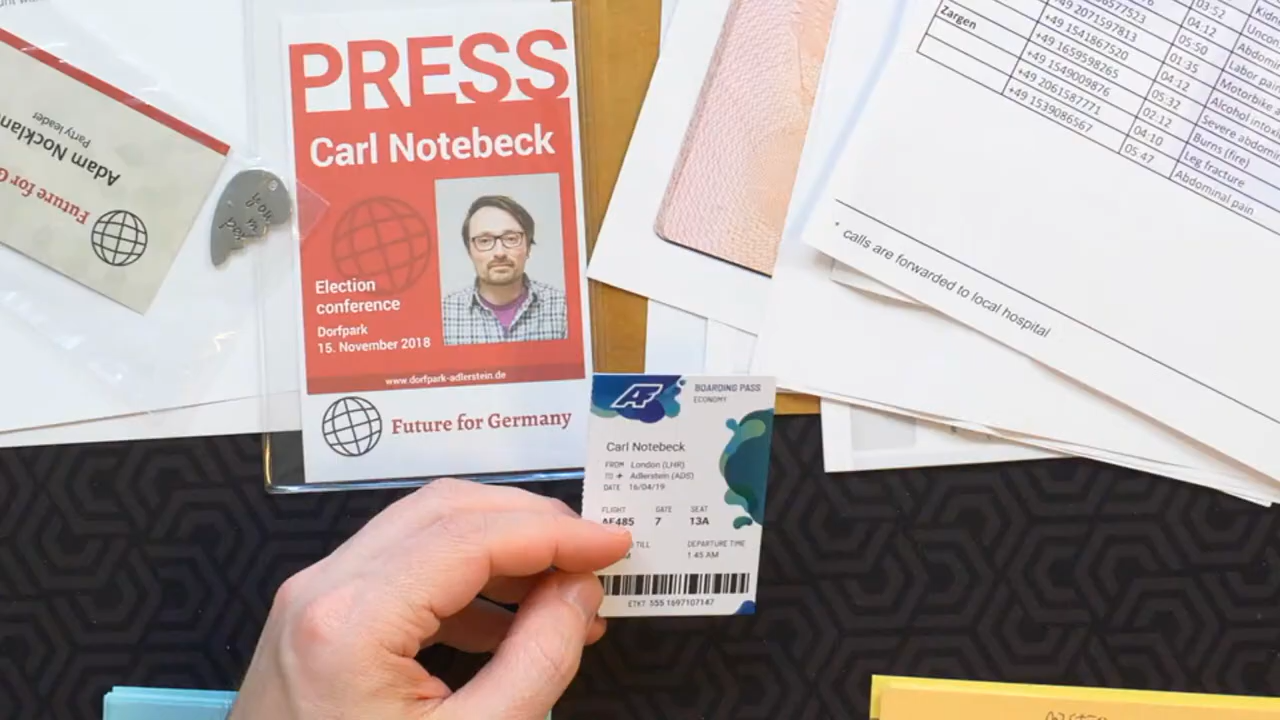 PRESS
Carl Notebeck
Election
conference
Dorfpark
15. November 2018
www.dorfpark-adlerstein.de
Future for Germany
Party leader
Future for
Adam
BOARDING PASS
ECONOMY
AF
Carl Notebeck
FROM London (LHR)
TO Adlerstein (ADS)
DATE 16/04/19
FLIGHT GATE SEAT
AF485 7 13A
TILL DEPARTURE TIME
1:45 AM
ETKT 555 1697107147
Zargen
03:52
+49 2071597813 04:12
+49 1541867520 05:50 Abdomi
+49 1659598265 01:35 Labor pai
+49 1549009876 04:12 Motorbike
+49 2061587771 05:32 Alcohol intox
+49 1539086567 02:12 Severe abdomi
04:10 Burns (fire)
05:47 Leg fracture
Abdominal pain
* calls are forwarded to local hospital